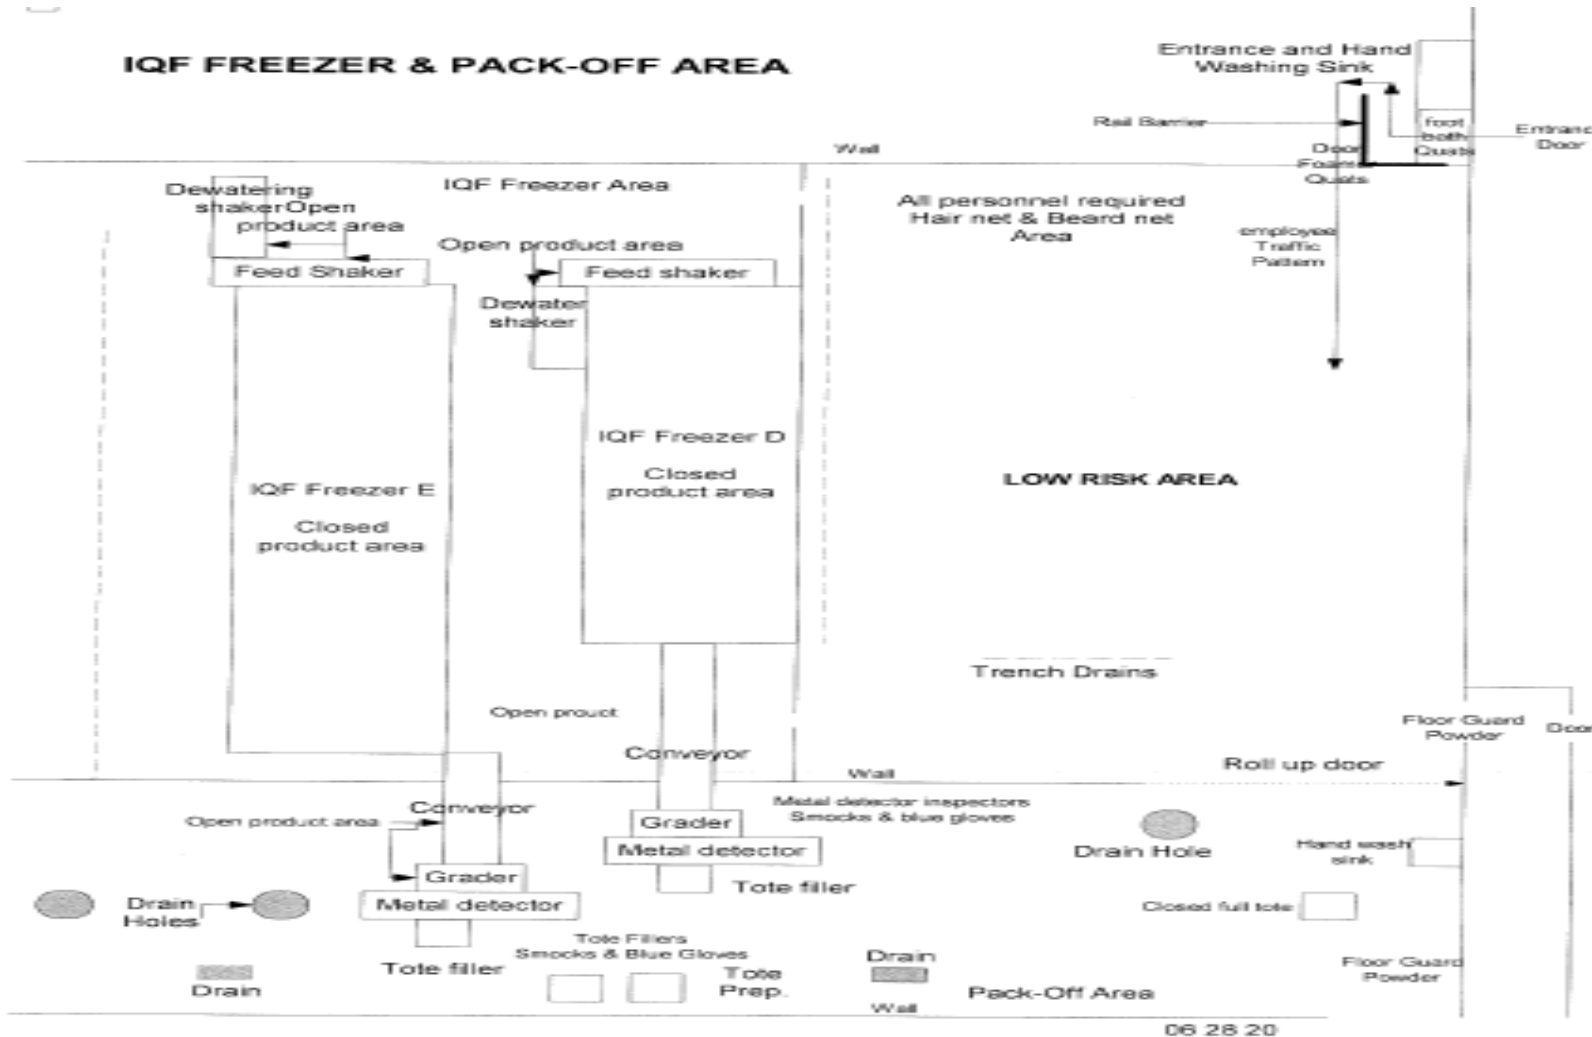 IQF FREEZER & PACK-OFF AREA
Entrance and Hand
Washing Sink
Rail Barrier
foot
bath
Quats
Entranc
Door
Wall
Door
Foam
Quats
Dewatering
shakerOpen
product area
IQF Freezer Area
All personnel required
Hair net & Beard net
Area
employee
Traffic
Pattern
Open product area
Feed Shaker
Feed shaker
Dewater
shaker
IQF Freezer D
Closed
product area
IQF Freezer E
Closed
product area
LOW RISK AREA
Trench Drains
Open prouct
Floor Guard
Powder
Door
Conveyor
Wall
Roll up door
Conveyor
Open product area
Metal detector inspectors
Smocks & blue gloves
Grader
Metal detector
Drain Hole
Hand wash
sink
Tote filler
Grader
Metal detector
Drain
Holes
Closed full tote
Tote Fillers
Smocks & Blue Gloves
Tote filler
Drain
Tote
Prep.
Drain
Floor Guard
Powder
Pack-Off Area
Wall
06 28 20